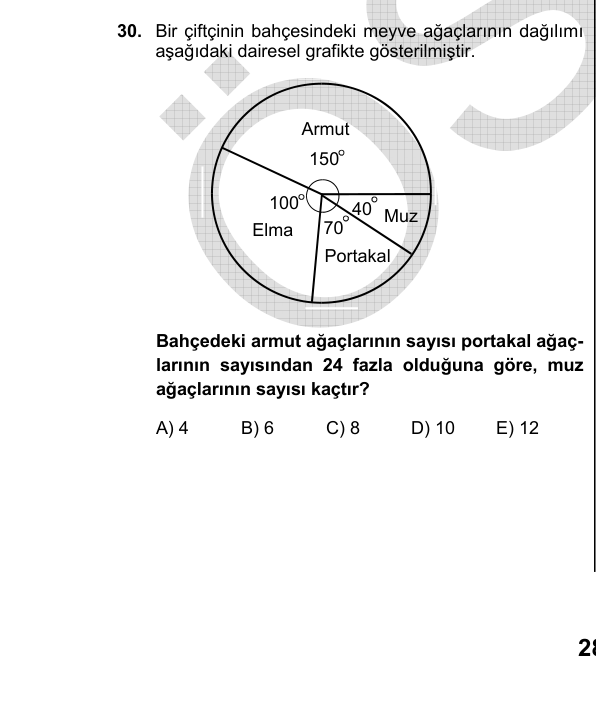 30. Bir çiftçinin bahçesindeki meyve ağaçlarının dağılımı
aşağıdaki dairesel grafikte gösterilmiştir.
Armut
150°
100°
40°
Muz
Elma
70°
Portakal
Bahçedeki armut ağaçlarının sayısı portakal ağaç-
larının sayısından 24 fazla olduğuna göre, muz
ağaçlarının sayısı kaçtır?
A) 4 B) 6 C) 8 D) 10 E) 12